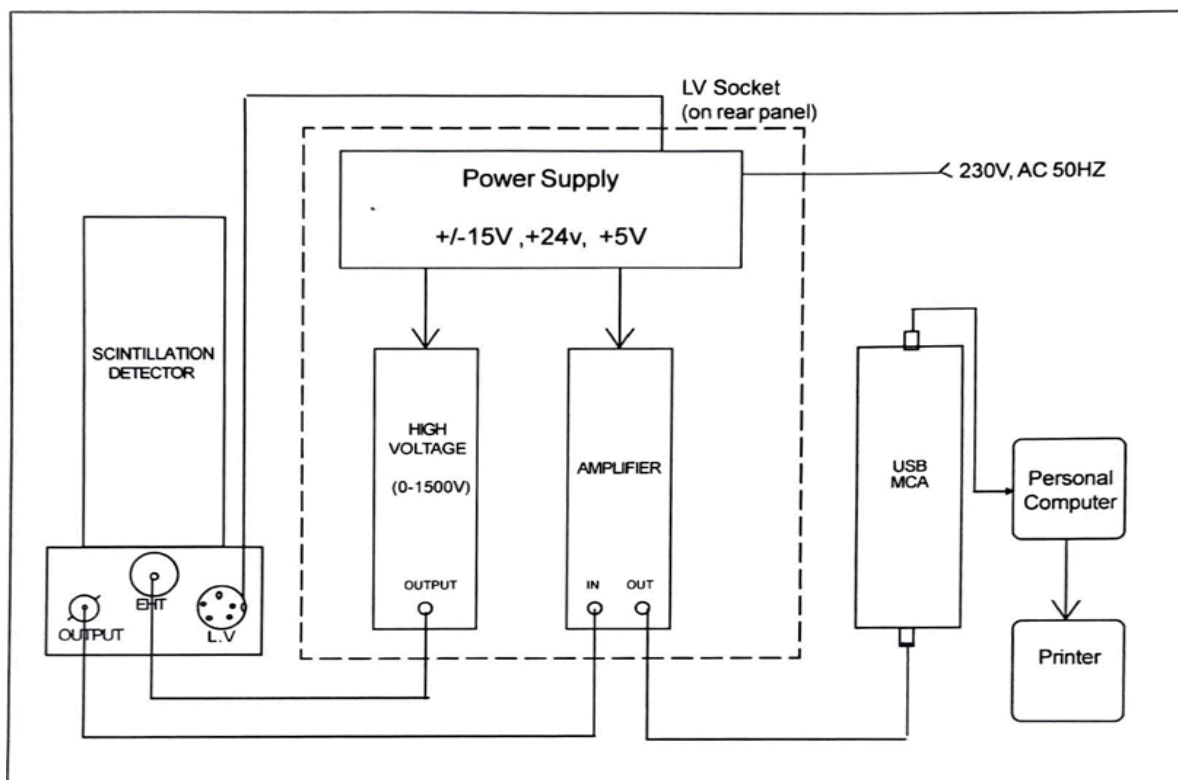 LV Socket
(on rear panel)
Power Supply
+/-15V ,+24v, +5V
230V, AC 50HZ
SCINTILLATION
DETECTOR
HIGH
VOLTAGE
(0-1500V)
AMPLIFIER
USB
MCA
Personal
Computer
OUTPUT
IN
OUT
EHT
OUTPUT
L.V
Printer